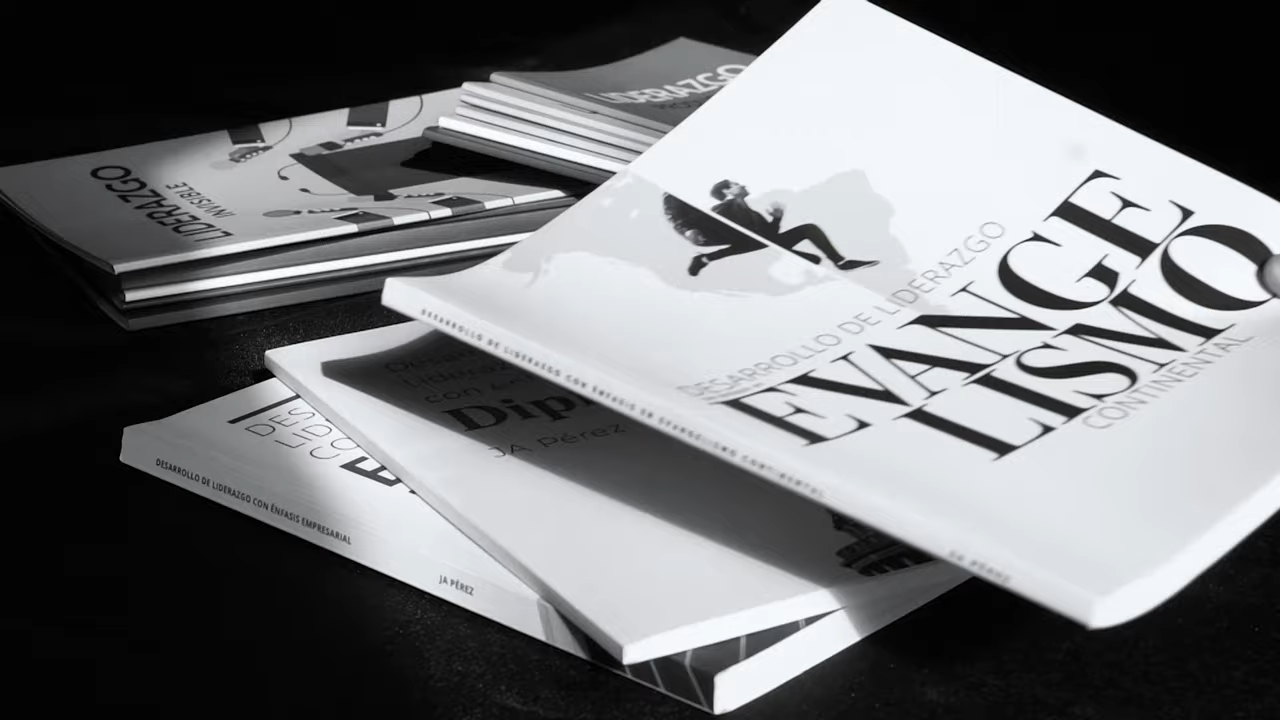 LIDERAZGO
INVISIBLE
LIDERAZGO
DESARROLLO DE LIDERAZGO
EVANGE
LISMO
CONTINENTAL
DESARROLLO DE LIDERAZGO CON ÉNFASIS EN EVANGELISMO CONTINENTAL
JA PÉREZ
con
JA Pérez
DESARROLLO DE LIDERAZGO CON ÉNFASIS EMPRESARIAL
JA PÉREZ